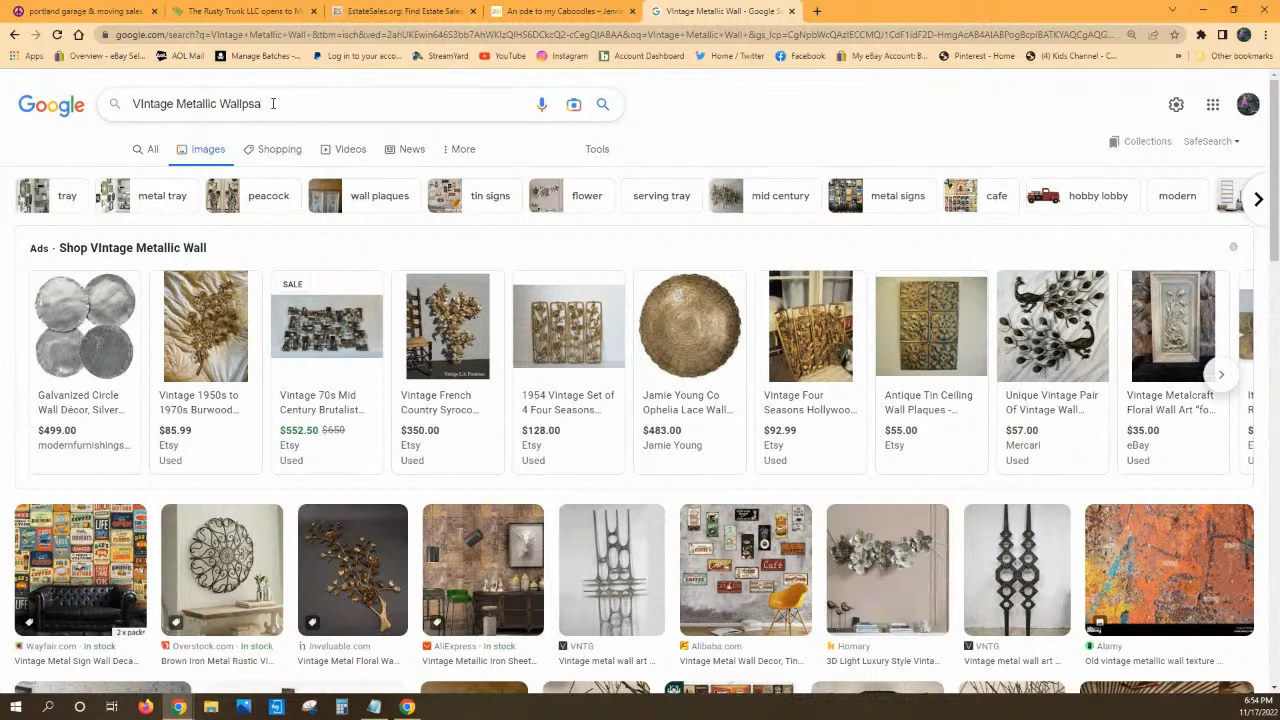 portland garage & moving sales
The Rusty Trunk LLC opens to M
EstateSales.org: Find Estate Sale
An ode to my Caboodles – Jenn
VIntage Metallic Wall - Google S
google.com/search?q=VIntage+Metallic+Wall+&tbm=isch&ved=2ahUKEwin646S3bb7AhWKIzQIHS6DCkcQ2-cCegQIABAA&oq=VIntage+Metallic+Wall+&gs_lcp=CgNpbWcQAzIECCMQJ1CdF1idF2D-HmgAcAB4AIABPogBcpIBATKYAQCgAQG...
Apps
Overview - eBay Sel...
AOL Mail
Manage Batches -...
Log in to your acco...
StreamYard
YouTube
Instagram
Account Dashboard
Home / Twitter
Facebook
My eBay Account: B...
Pinterest - Home
(4) Kids Channel - C...
»
Other bookmarks
Google
VIntage Metallic Wallpsa
All
Images
Shopping
Videos
News
More
Tools
Collections
SafeSearch
tray
metal tray
peacock
wall plaques
tin signs
flower
serving tray
mid century
metal signs
cafe
hobby lobby
modern
Ads · Shop VIntage Metallic Wall
SALE
Galvanized Circle
Wall Décor, Silver...
$499.00
modernfurnishings...
Vintage 1950s to
1970s Burwood...
$85.99
Etsy
Used
Vintage 70s Mid
Century Brutalist...
$552.50 $650
Etsy
Used
Vintage French
Country Syroco...
$350.00
Etsy
Used
1954 Vintage Set of
4 Four Seasons...
$128.00
Etsy
Used
Jamie Young Co
Ophelia Lace Wall...
$483.00
Jamie Young
Vintage Four
Seasons Hollywoo...
$92.99
Etsy
Used
Antique Tin Ceiling
Wall Plaques -...
$55.00
Etsy
Unique Vintage Pair
Of Vintage Wall...
$57.00
Mercari
Used
Vintage Metalcraft
Floral Wall Art "fo...
$35.00
eBay
Used
2 x packs
Wayfair.com · In stock
Vintage Metal Sign Wall Deca...
Overstock.com · In stock
Brown Iron Metal Rustic Vi...
Invaluable.com
Vintage Metal Floral Wa...
AliExpress · In stock
Vintage Metallic Iron Sheet...
VNTG
Vintage metal wall art ...
Café
Alibaba.com
Vintage Metal Wall Decor, Tin...
Homary
3D Light Luxury Style Vinta...
VNTG
Vintage metal wall art ...
alamy
Alamy
Old vintage metallic wall texture ...
6:54 PM
11/17/2022